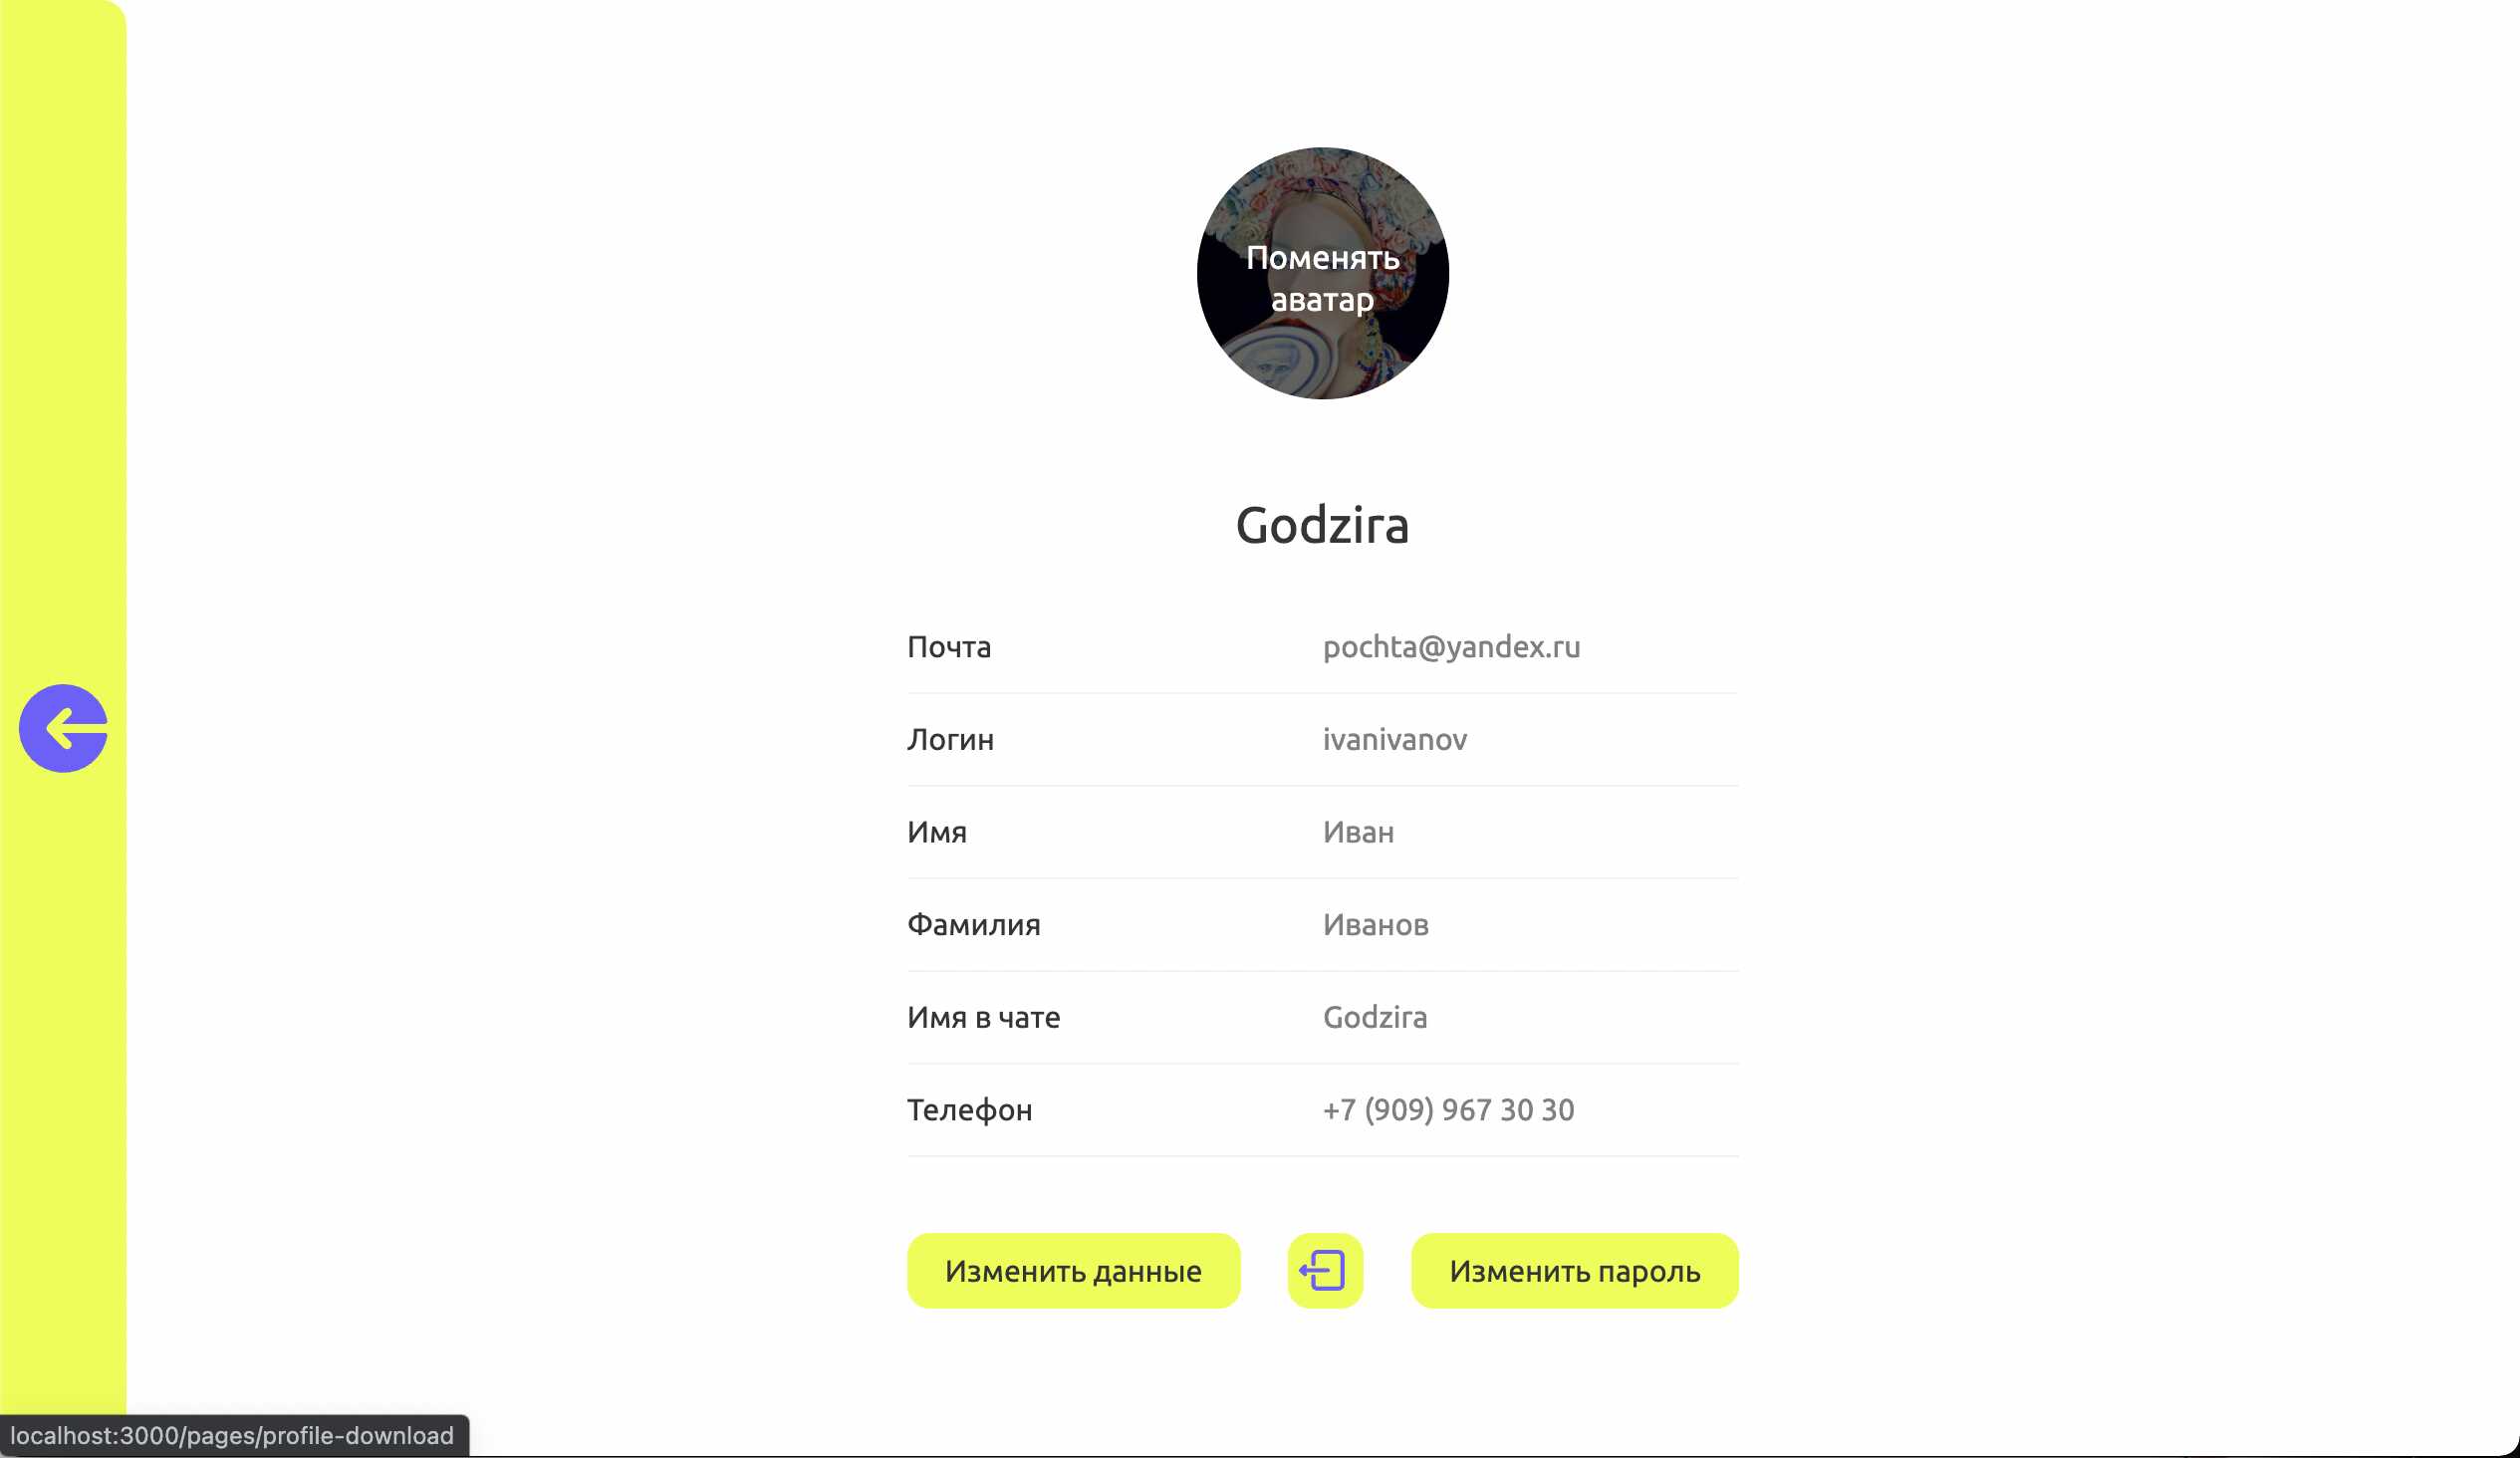 Поменять
аватар
Godzira
Почта pochta@yandex.ru
Логин ivanivanov
Имя Иван
Фамилия Иванов
Имя в чате Godzira
Телефон +7 (909) 967 30 30
Изменить данные Изменить пароль
localhost:3000/pages/profile-download